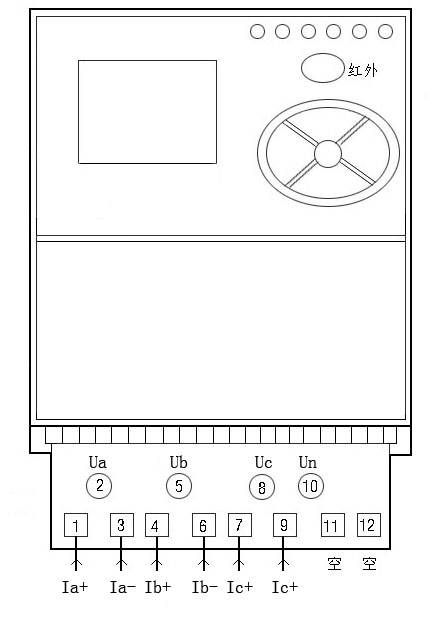 红外
Ua Ub Uc Un
2 5 8 10
1 3 4 6 7 9 11 12
空 空
Ia+ Ia- Ib+ Ib- Ic+ Ic+